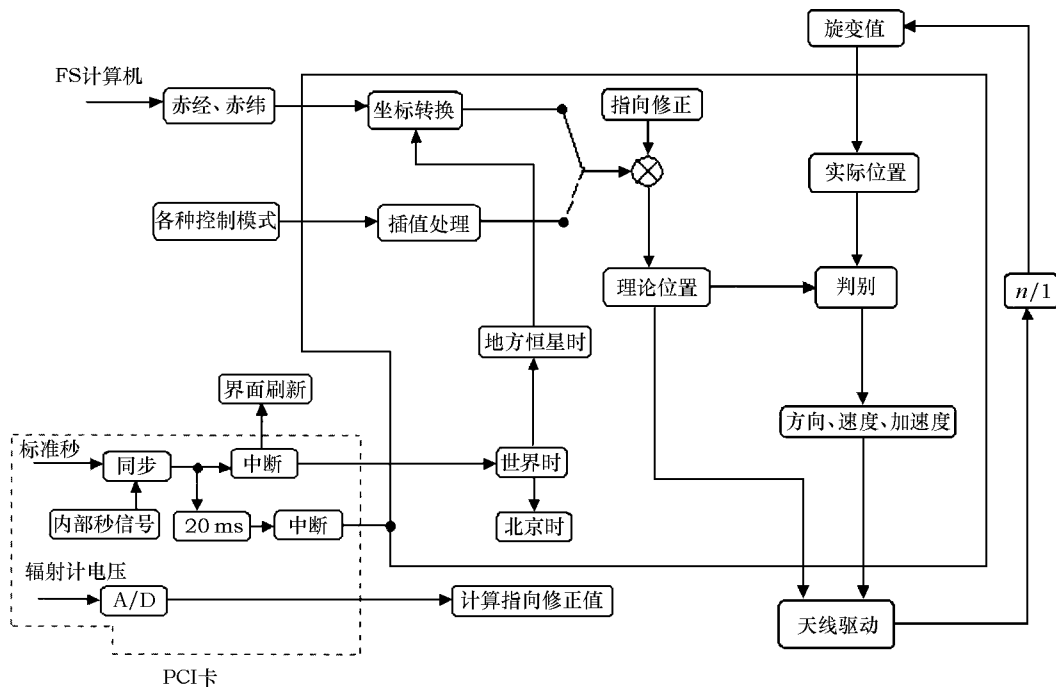 旋变值
FS计算机
赤经、赤纬
坐标转换
指向修正
实际位置
各种控制模式
插值处理
理论位置
判别
n/1
地方恒星时
界面刷新
方向、速度、加速度
标准秒
同步
中断
世界时
内部秒信号
20 ms
中断
北京时
辐射计电压
A/D
计算指向修正值
天线驱动
PCI卡